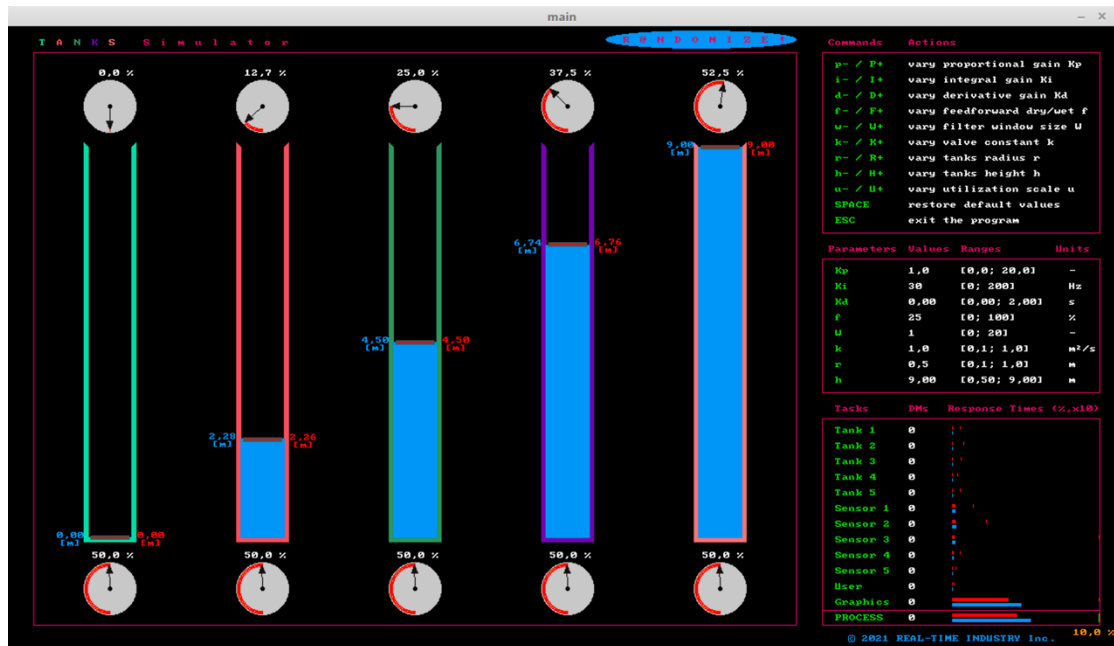 main
TANKS Simulator
RANDOMIZE!
0,0 % 12,7 % 25,0 % 37,5 % 52,5 %
9,00 [m] 9,00 [m]
6,74 [m] 6,76 [m]
4,50 [m] 4,50 [m]
2,28 [m] 2,26 [m]
0,00 [m] 0,00 [m]
50,0 % 50,0 % 50,0 % 50,0 % 50,0 %
Commands Actions
p- / P+ vary proportional gain Kp
i- / I+ vary integral gain Ki
d- / D+ vary derivative gain Kd
f- / F+ vary feedforward dry/wet f
w- / W+ vary filter window size W
k- / K+ vary valve constant k
r- / R+ vary tanks radius r
h- / H+ vary tanks height h
u- / U+ vary utilization scale u
SPACE restore default values
ESC exit the program
Parameters Values Ranges Units
Kp 1,0 [0,0; 20,0] -
Ki 30 [0; 200] Hz
Kd 0,00 [0,00; 2,00] s
f 25 [0; 100] %
W 1 [0; 20] -
k 1,0 [0,1; 1,0] m²/s
r 0,5 [0,1; 1,0] m
h 9,00 [0,50; 9,00] m
Tasks DMs Response Times (%,x10)
Tank 1 0
Tank 2 0
Tank 3 0
Tank 4 0
Tank 5 0
Sensor 1 0
Sensor 2 0
Sensor 3 0
Sensor 4 0
Sensor 5 0
User 0
Graphics 0
PROCESS 0
10,0 %
© 2021 REAL-TIME INDUSTRY Inc.